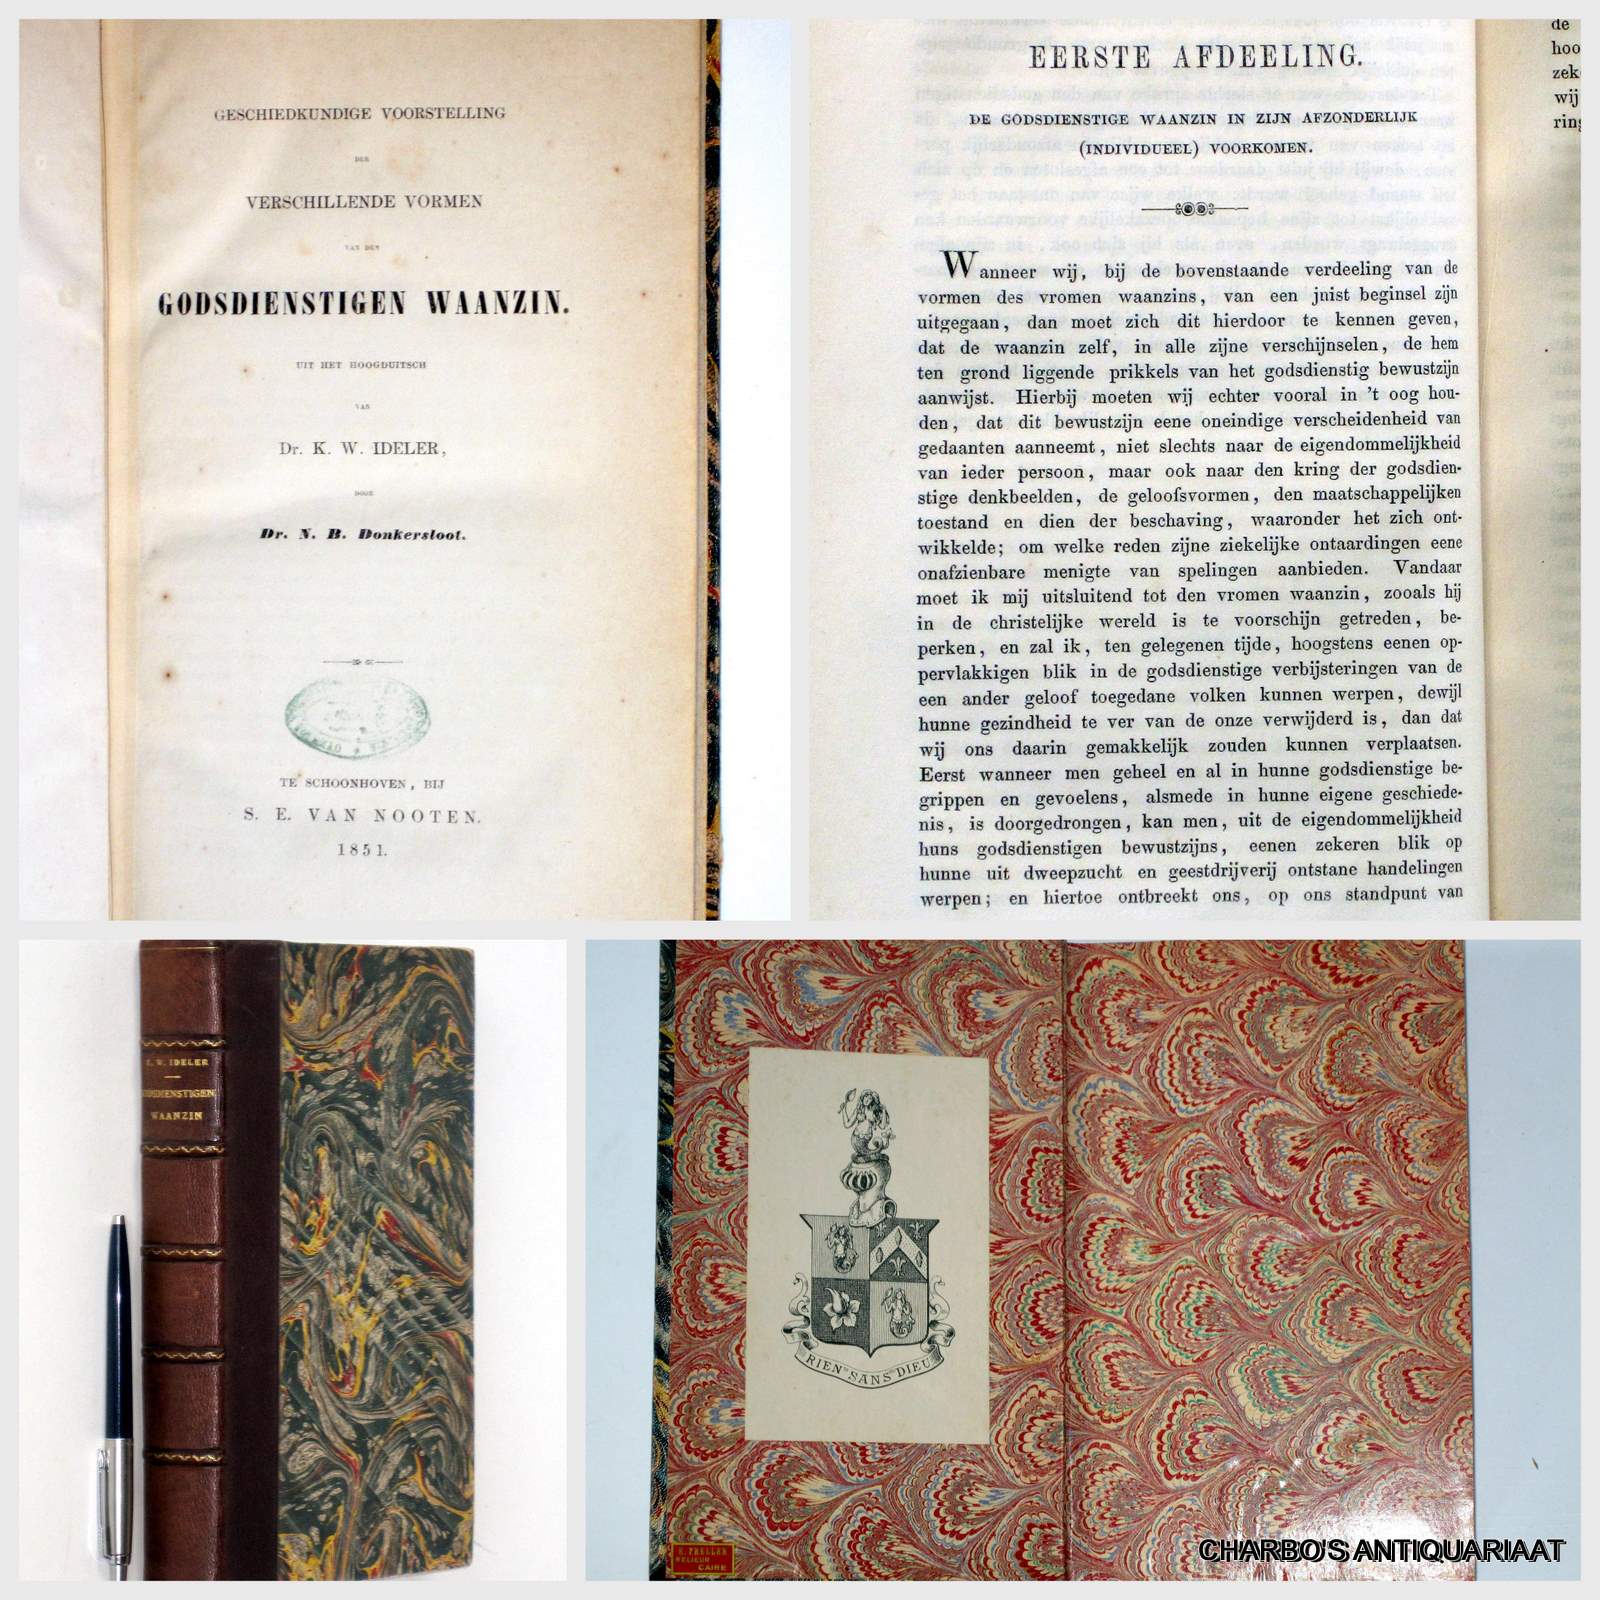 GESCHIEDKUNDIGE VOORSTELLING
DER
VERSCHILLENDE VORMEN
VAN DEN
GODSDIENSTIGEN WAANZIN.
UIT HET HOOGDUITSCH
VAN
Dr. K. W. IDELER,
DOOR
Dr. N. B. Donkersloot.
TE SCHOONHOVEN, BIJ
S. E. VAN NOOTEN.
1851.
EERSTE AFDEELING.
DE GODSDIENSTIGE WAANZIN IN ZIJN AFZONDERLIJK
(INDIVIDUEEL) VOORKOMEN.
Wanneer wij, bij de bovenstaande verdeeling van de
vormen des vromen waanzins, van een jnist beginsel zijn
uitgegaan, dan moet zich dit hierdoor te kennen geven,
dat de waanzin zelf, in alle zijne verschijnselen, de hem
ten grond liggende prikkels van het godsdienstig bewustzijn
aanwijst. Hierbij moeten wij echter vooral in 't oog hou-
den, dat dit bewustzijn eene oneindige verscheidenheid van
gedaanten aanneemt, niet slechts naar de eigendommelijkheid
van ieder persoon, maar ook naar den kring der godsdien-
stige denkbeelden, de geloofsvormen, den maatschappelijken
toestand en dien der beschaving, waaronder het zich ont-
wikkelde; om welke reden zijne ziekelijke ontaardingen eene
onafzienbare menigte van spelingen aanbieden. Vandaar
moet ik mij uitsluitend tot den vromen waanzin, zooals hij
in de christelijke wereld is te voorschijn getreden, be-
perken, en zal ik, ten gelegenen tijde, hoogstens eenen op-
pervlakkigen blik in de godsdienstige verbijsteringen van de
een ander geloof toegedane volken kunnen werpen, dewijl
hunne gezindheid te ver van de onze verwijderd is, dan dat
wij ons daarin gemakkelijk zouden kunnen verplaatsen.
Eerst wanneer men geheel en al in hunne godsdienstige be-
grippen en gevoelens, alsmede in hunne eigene geschiede-
nis, is doorgedrongen, kan men, uit de eigendommelijkheid
huns godsdienstigen bewustzijns, eenen zekeren blik op
hunne uit dweepzucht en geestdrijverij ontstane handelingen
werpen; en hiertoe ontbreekt ons, op ons standpunt van
de
hoo
zek
wij
ring
K. W. IDELER
GODSDIENSTIGEN
WAANZIN
RIEN SANS DIEU
RELIEUR
CAIRE
CHARBO'S ANTIQUARIAAT